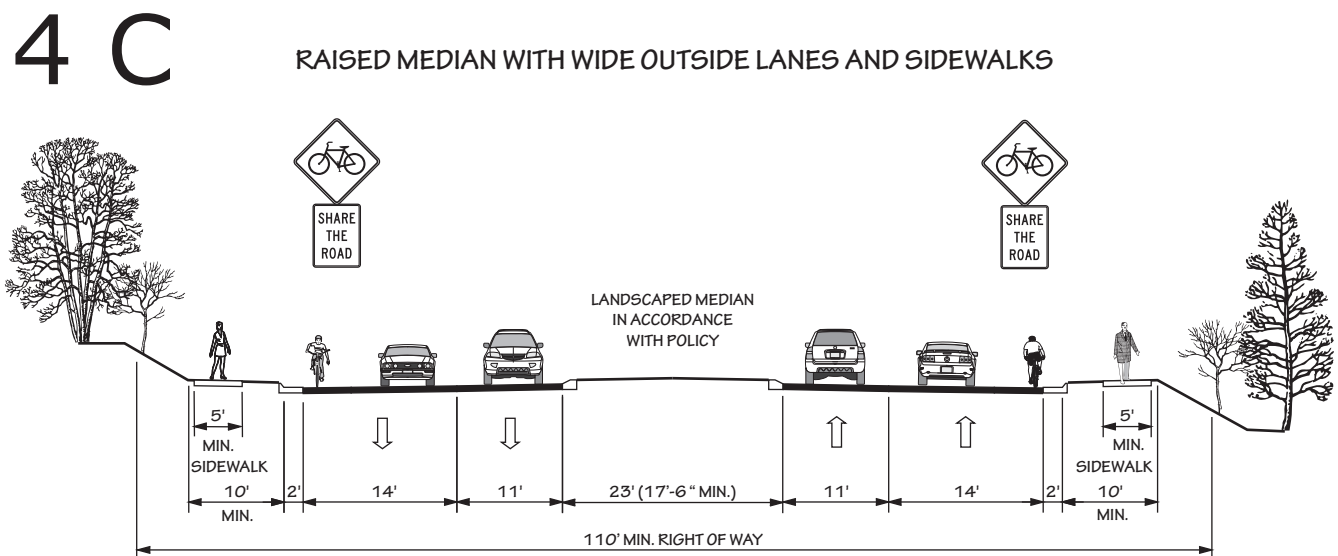 4 C
RAISED MEDIAN WITH WIDE OUTSIDE LANES AND SIDEWALKS
SHARE
THE
ROAD
SHARE
THE
ROAD
LANDSCAPED MEDIAN
IN ACCORDANCE
WITH POLICY
5'
MIN.
SIDEWALK
5'
MIN.
SIDEWALK
10'
MIN.
2'
14'
11'
23' (17'-6 " MIN.)
11'
14'
2'
10'
MIN.
110' MIN. RIGHT OF WAY